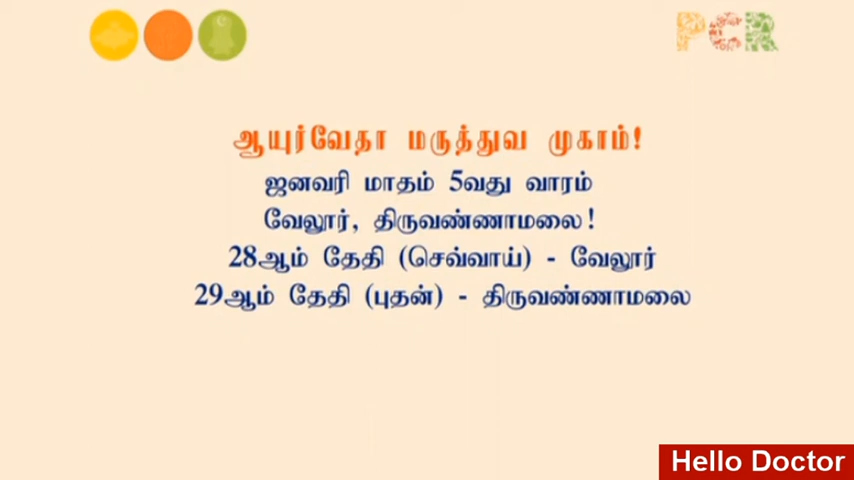 PCR
ஆயுர்வேதா மருத்துவ முகாம்!
ஜனவரி மாதம் 5வது வாரம்
வேலூர், திருவண்ணாமலை!
28ஆம் தேதி (செவ்வாய்) - வேலூர்
29ஆம் தேதி (புதன்) - திருவண்ணாமலை
Hello Doctor